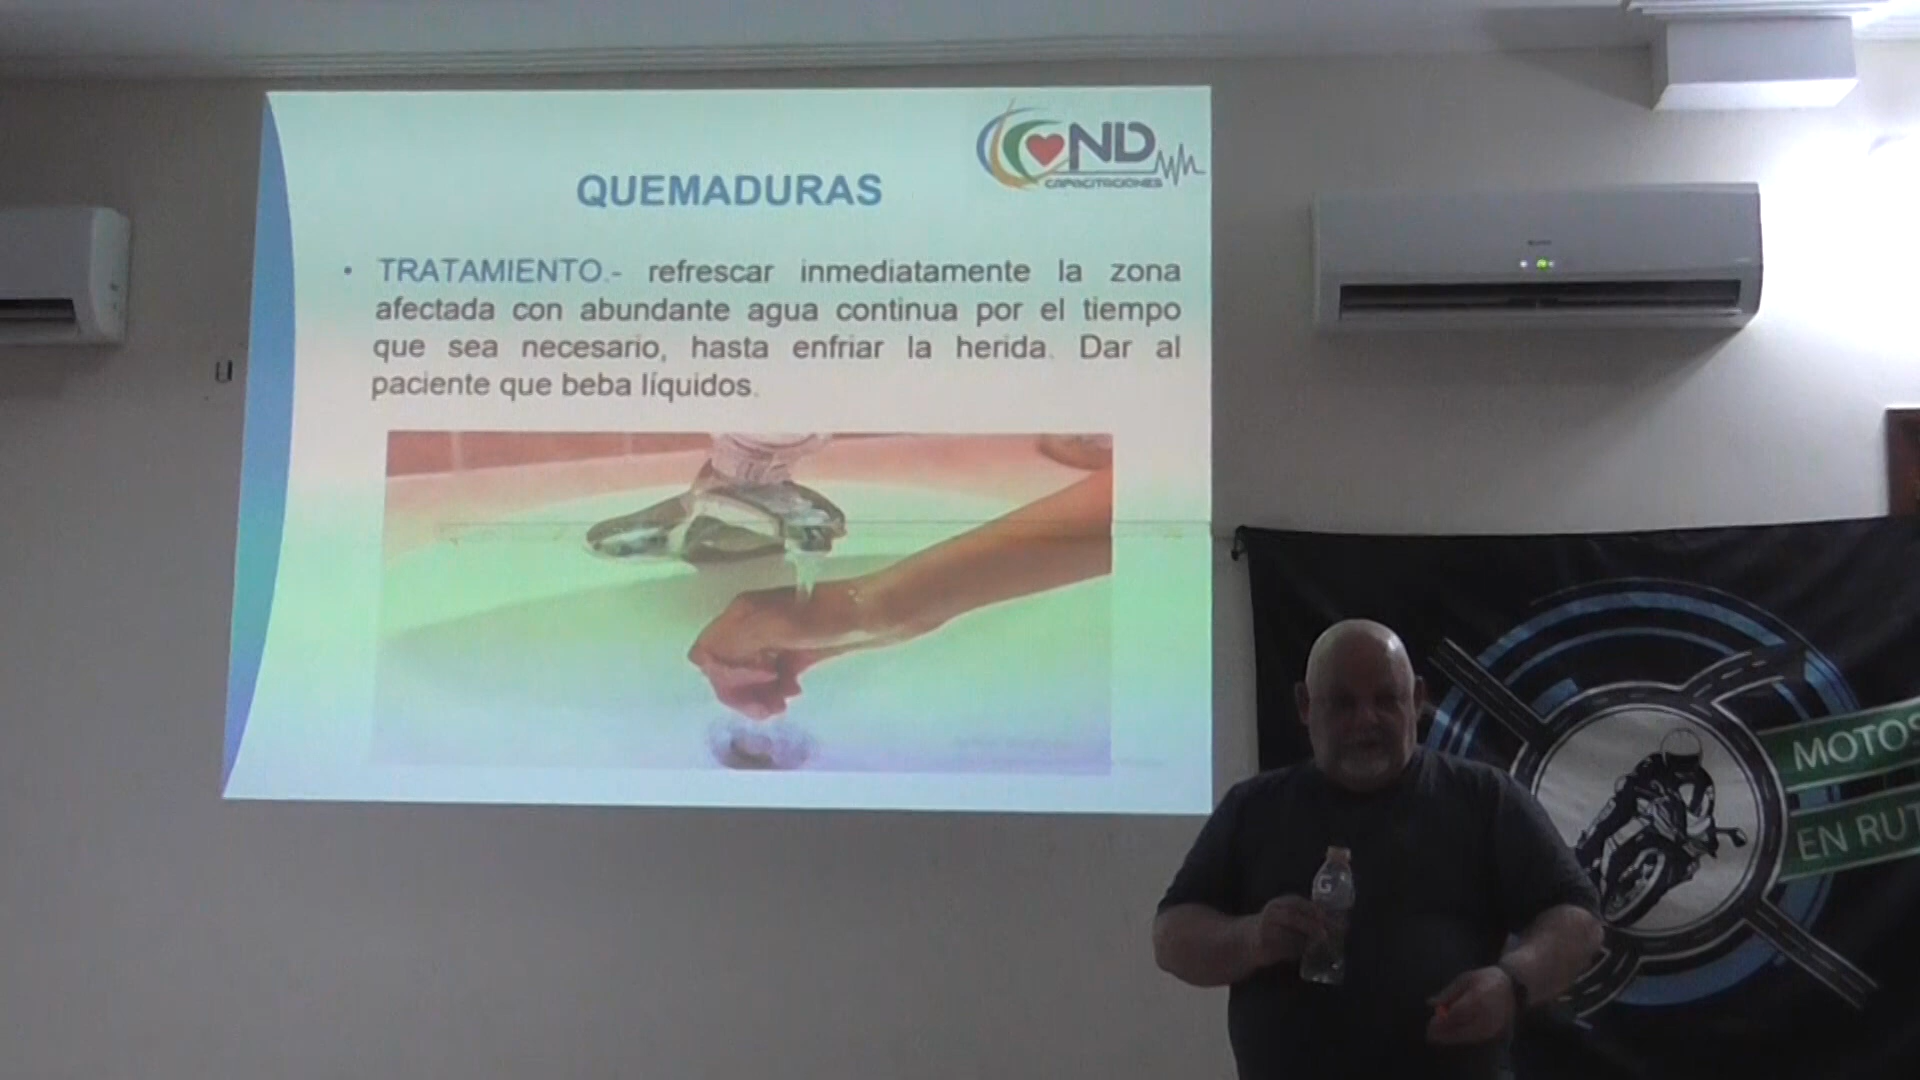 ND
CAPACITACIONES
QUEMADURAS
• TRATAMIENTO.- refrescar inmediatamente la zona
afectada con abundante agua continua por el tiempo
que sea necesario, hasta enfriar la herida. Dar al
paciente que beba líquidos.
MOTOS
EN RUT
G